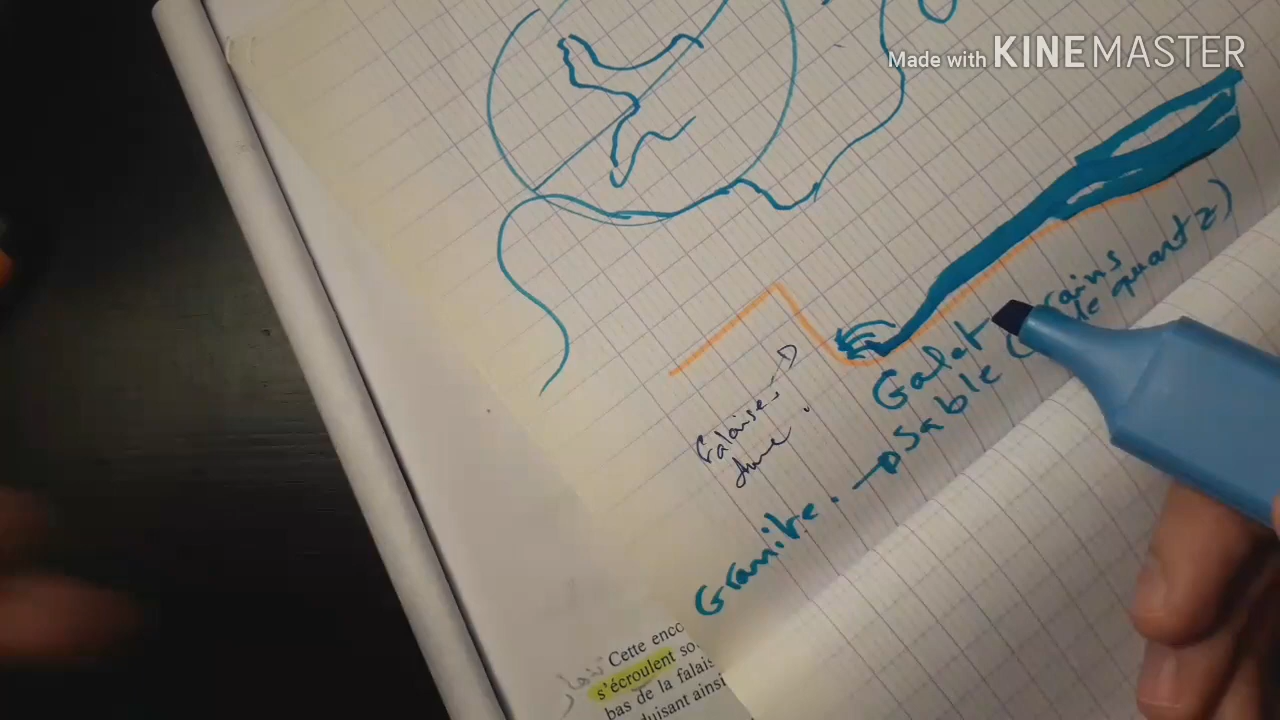 Made with KINEMASTER
Galet
Falaise
dune.
Granite. → Sable (grains
de quartz)
Cette enco
s'écroulent so
bas de la falais
duisant ainsi